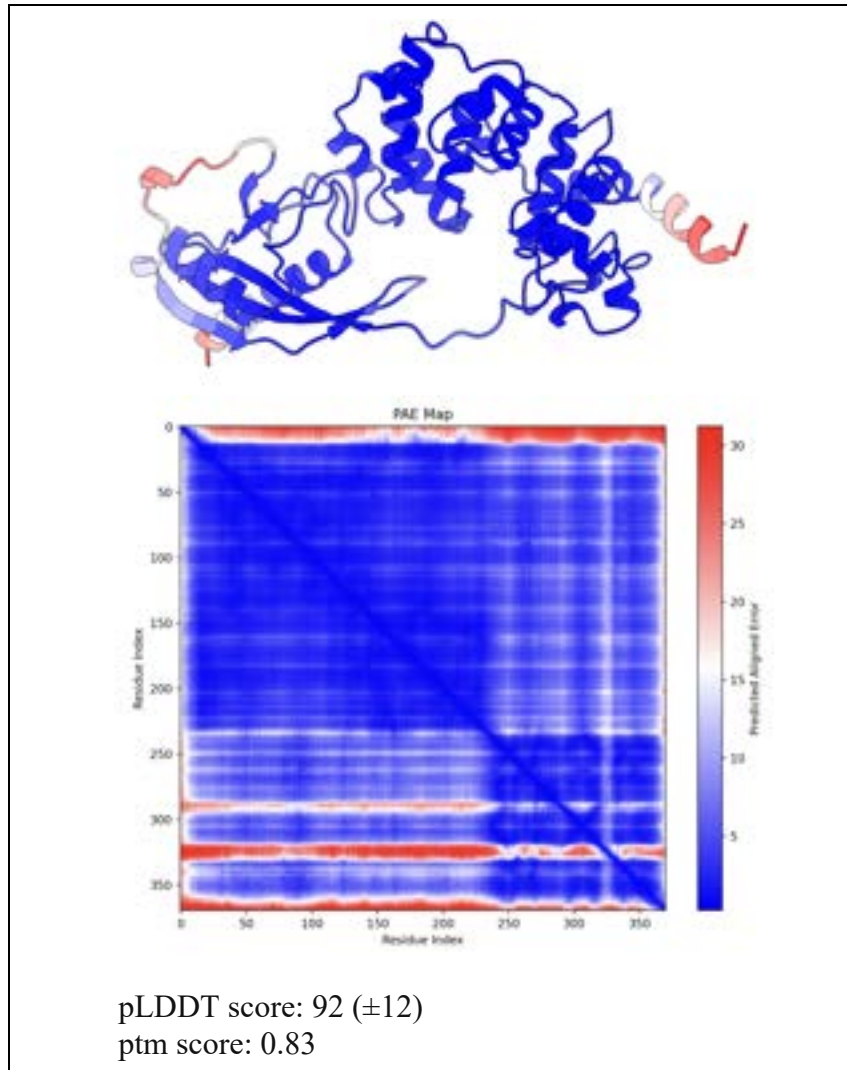 PAE Map
0
50
100
150
200
250
300
350
Residue Index
0 50 100 150 200 250 300 350
Residue Index
30
25
20
15
10
5
Predicted Aligned Error
pLDDT score: 92 (±12)
ptm score: 0.83